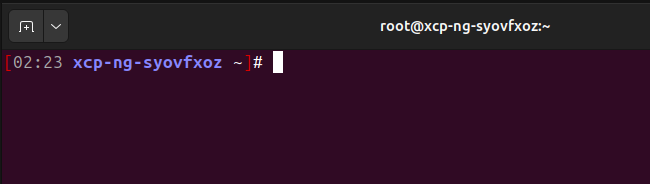 root@xcp-ng-syovfxoz:~
[02:23 xcp-ng-syovfxoz ~]#